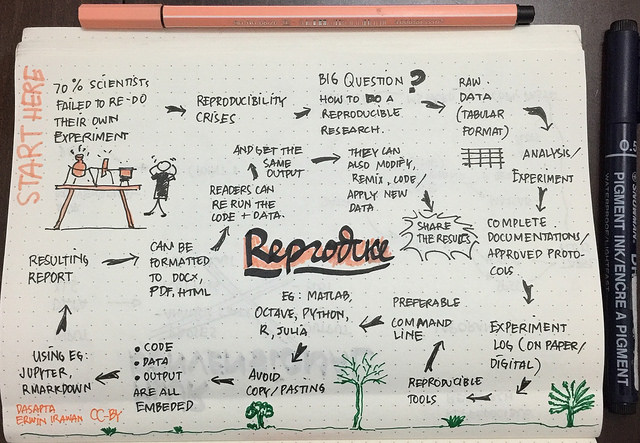 START HERE
70% SCIENTISTS
FAILED TO RE-DO
THEIR OWN
EXPERIMENT
REPRODUCIBILITY
CRISES
BIG QUESTION ?
HOW TO DO A
REPRODUCIBLE
RESEARCH.
RAW
DATA
(TABULAR
FORMAT)
ANALYSIS/
EXPERIMENT
COMPLETE
DOCUMENTATIONS/
APPROVED PROTO-
COLS
EXPERIMENT
LOG (ON PAPER/
DIGITAL)
REPRODUCIBLE
TOOLS
PREFERABLE
COMMAND
LINE
EG: MATLAB,
OCTAVE, PYTHON,
R, JULIA
AVOID
COPY/PASTING
• CODE
• DATA
• OUTPUT
ARE ALL
EMBEDED
USING EG:
JUPYTER,
RMARKDOWN
RESULTING
REPORT
CAN BE
FORMATTED
TO DOCX,
PDF, HTML
READERS CAN
RE RUN THE
CODE + DATA.
AND GET THE
SAME
OUTPUT
THEY CAN
ALSO MODIFY,
REMIX, CODE/
APPLY NEW
DATA
SHARE
THE RESULTS
Reproduce
DASAPTA
ERWIN IRAWAN CC-BY
PIGMENT INK/ENCRE A PIGMENT